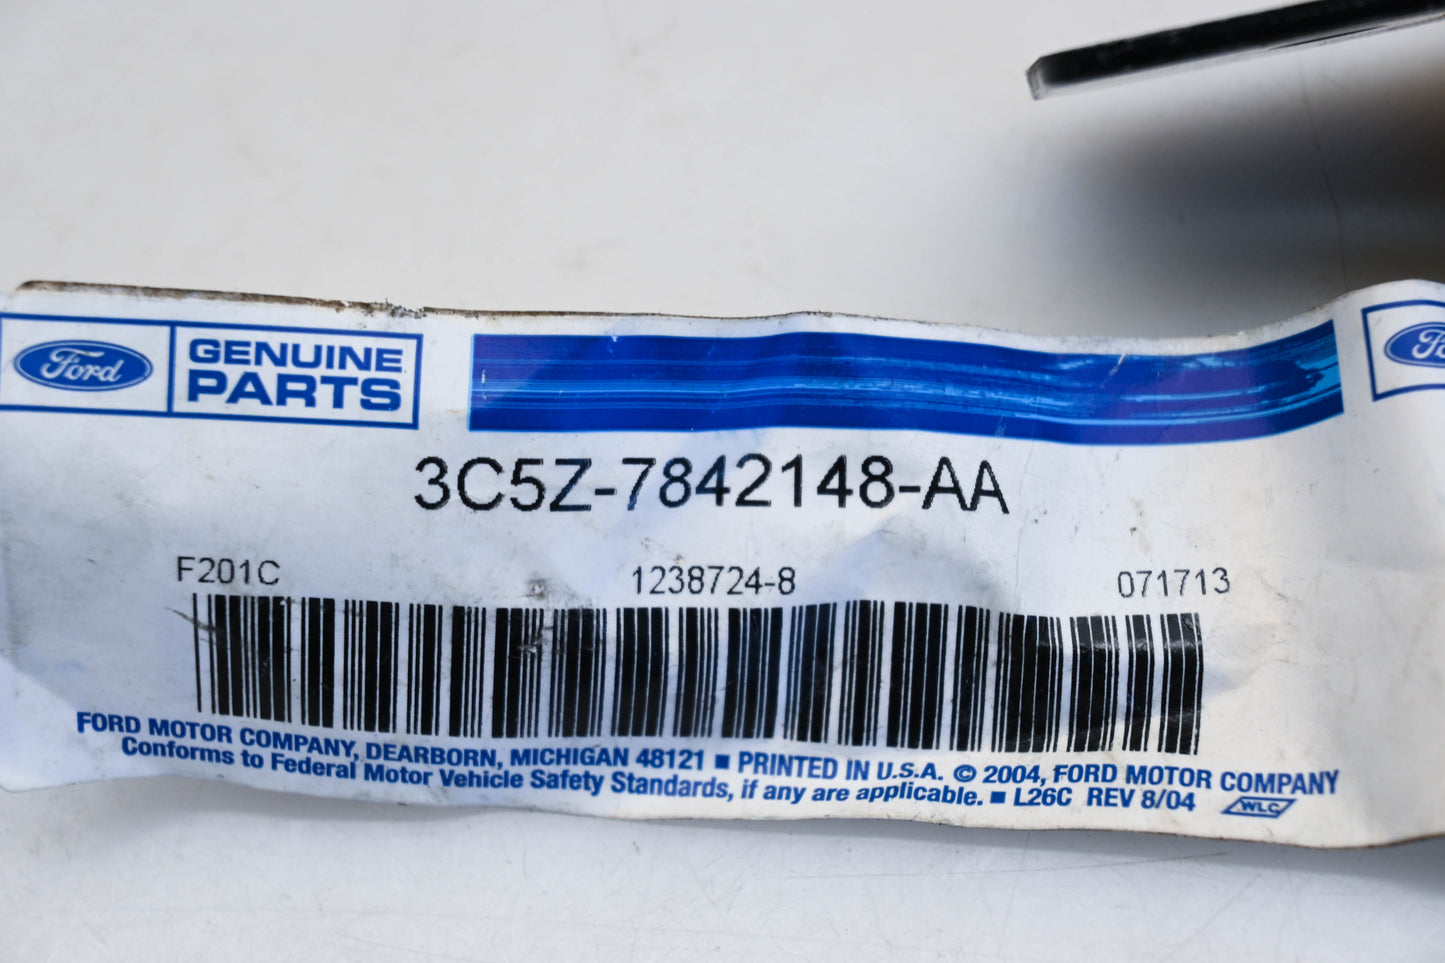 Ford
GENUINE
PARTS
3C5Z-7842148-AA
F201C
1238724-8
071713
FORD MOTOR COMPANY, DEARBORN, MICHIGAN 48121 ■ PRINTED IN U.S.A. © 2004, FORD MOTOR COMPANY
Conforms to Federal Motor Vehicle Safety Standards, if any are applicable. ■ L26C REV 8/04
WLC